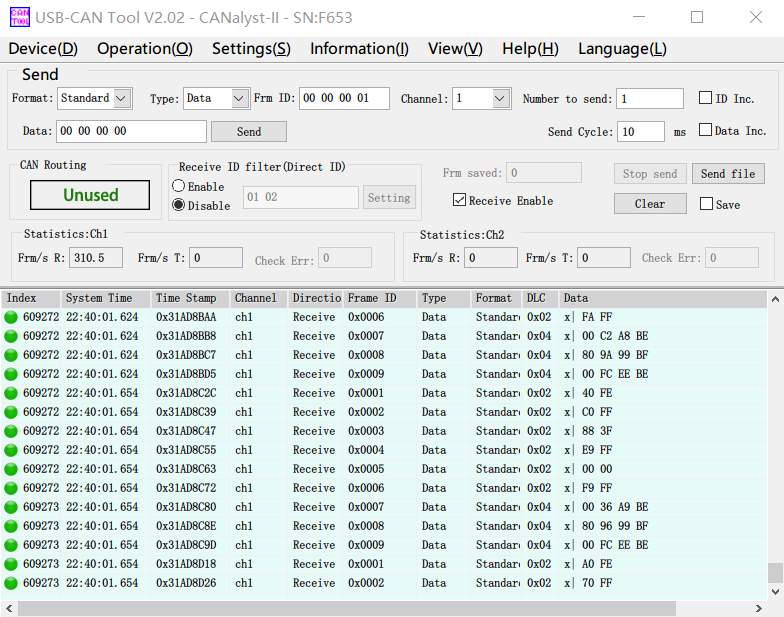 CAN TOOL USB-CAN Tool V2.02 - CANalyst-II - SN:F653
Device(D) Operation(O) Settings(S) Information(I) View(V) Help(H) Language(L)
Send
Format: Standard Type: Data Frm ID: 00 00 00 01 Channel: 1 Number to send: 1 ID Inc.
Data: 00 00 00 00 Send Send Cycle: 10 ms Data Inc.
CAN Routing Receive ID filter(Direct ID)
Unused Enable Disable 01 02 Setting
Frm saved: 0 Stop send Send file
Receive Enable Clear Save
Statistics:Ch1 Statistics:Ch2
Frm/s R: 310.5 Frm/s T: 0 Check Err: 0 Frm/s R: 0 Frm/s T: 0 Check Err: 0
Index System Time Time Stamp Channel Directio Frame ID Type Format DLC Data
609272 22:40:01.624 0x31AD8BAA ch1 Receive 0x0006 Data Standar 0x02 x| FA FF
609272 22:40:01.624 0x31AD8BB8 ch1 Receive 0x0007 Data Standar 0x04 x| 00 C2 A8 BE
609272 22:40:01.624 0x31AD8BC7 ch1 Receive 0x0008 Data Standar 0x04 x| 80 9A 99 BF
609272 22:40:01.624 0x31AD8BD5 ch1 Receive 0x0009 Data Standar 0x04 x| 00 FC EE BE
609272 22:40:01.654 0x31AD8C2C ch1 Receive 0x0001 Data Standar 0x02 x| 40 FE
609272 22:40:01.654 0x31AD8C39 ch1 Receive 0x0002 Data Standar 0x02 x| C0 FF
609272 22:40:01.654 0x31AD8C47 ch1 Receive 0x0003 Data Standar 0x02 x| 88 3F
609272 22:40:01.654 0x31AD8C55 ch1 Receive 0x0004 Data Standar 0x02 x| E9 FF
609272 22:40:01.654 0x31AD8C63 ch1 Receive 0x0005 Data Standar 0x02 x| 00 00
609272 22:40:01.654 0x31AD8C72 ch1 Receive 0x0006 Data Standar 0x02 x| F9 FF
609273 22:40:01.654 0x31AD8C80 ch1 Receive 0x0007 Data Standar 0x04 x| 00 36 A9 BE
609273 22:40:01.654 0x31AD8C8E ch1 Receive 0x0008 Data Standar 0x04 x| 80 96 99 BF
609273 22:40:01.654 0x31AD8C9D ch1 Receive 0x0009 Data Standar 0x04 x| 00 FC EE BE
609273 22:40:01.654 0x31AD8D18 ch1 Receive 0x0001 Data Standar 0x02 x| A0 FE
609273 22:40:01.654 0x31AD8D26 ch1 Receive 0x0002 Data Standar 0x02 x| 70 FF